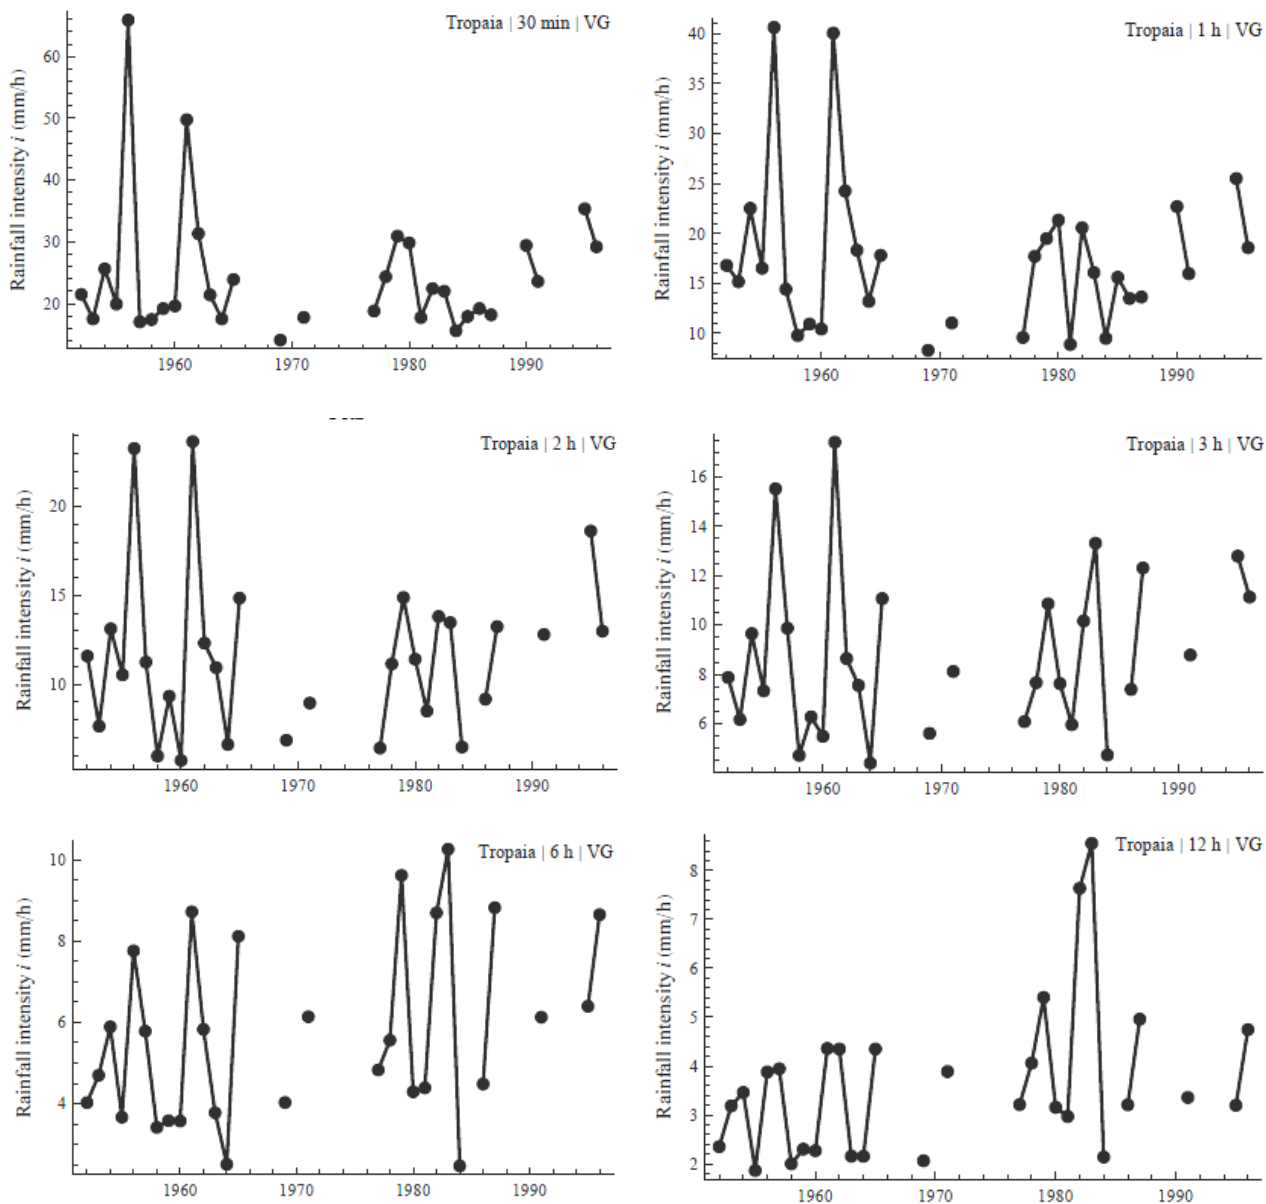 Tropaia | 30 min | VG
Rainfall intensity i (mm/h)
60
50
40
30
20
1960 1970 1980 1990
Tropaia | 1 h | VG
Rainfall intensity i (mm/h)
40
35
30
25
20
15
10
1960 1970 1980 1990
Tropaia | 2 h | VG
Rainfall intensity i (mm/h)
20
15
10
1960 1970 1980 1990
Tropaia | 3 h | VG
Rainfall intensity i (mm/h)
16
14
12
10
8
6
1960 1970 1980 1990
Tropaia | 6 h | VG
Rainfall intensity i (mm/h)
10
8
6
4
1960 1970 1980 1990
Tropaia | 12 h | VG
Rainfall intensity i (mm/h)
8
7
6
5
4
3
2
1960 1970 1980 1990